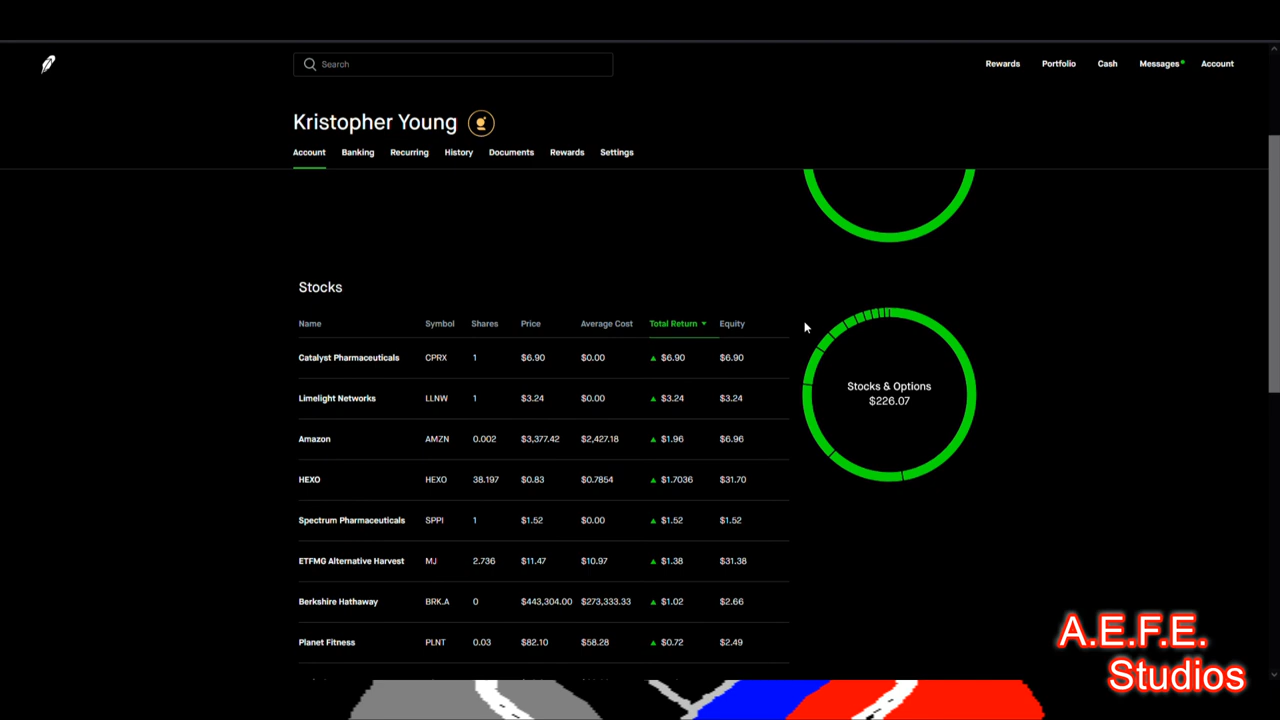 Search
Rewards Portfolio Cash Messages Account
Kristopher Young
Account Banking Recurring History Documents Rewards Settings
Stocks
Name Symbol Shares Price Average Cost Total Return Equity
Catalyst Pharmaceuticals CPRX 1 $6.90 $0.00 $6.90 $6.90
Limelight Networks LLNW 1 $3.24 $0.00 $3.24 $3.24
Amazon AMZN 0.002 $3,377.42 $2,427.18 $1.96 $6.96
HEXO HEXO 38.197 $0.83 $0.7854 $1.7036 $31.70
Spectrum Pharmaceuticals SPPI 1 $1.52 $0.00 $1.52 $1.52
ETFMG Alternative Harvest MJ 2.736 $11.47 $10.97 $1.38 $31.38
Berkshire Hathaway BRK.A 0 $443,304.00 $273,333.33 $1.02 $2.66
Planet Fitness PLNT 0.03 $82.10 $58.28 $0.72 $2.49
Stocks & Options
$226.07
A.E.F.E.
Studios